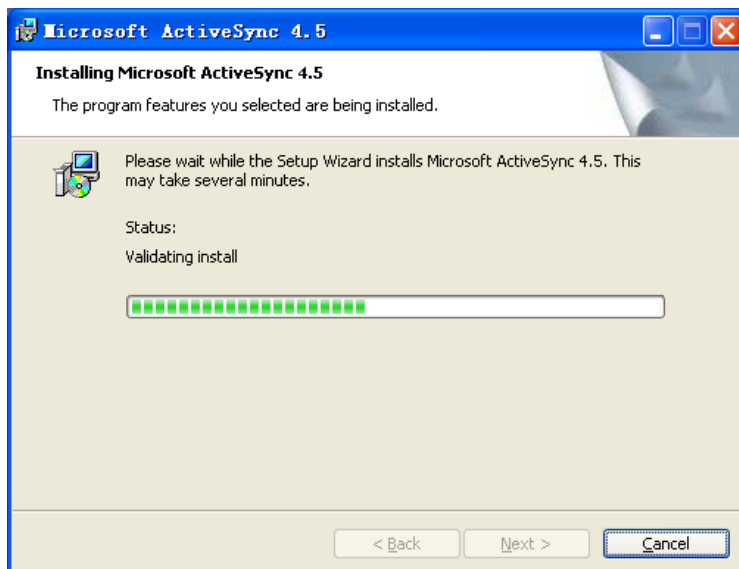 Microsoft ActiveSync 4.5
Installing Microsoft ActiveSync 4.5
The program features you selected are being installed.
Please wait while the Setup Wizard installs Microsoft ActiveSync 4.5. This
may take several minutes.
Status:
Validating install
< Back
Next >
Cancel